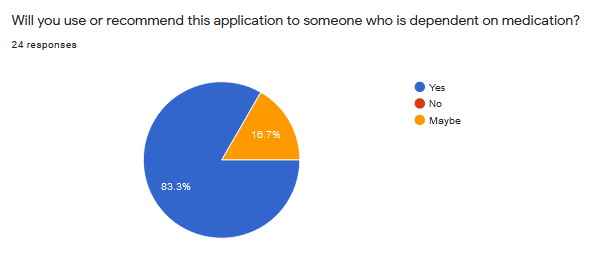 Will you use or recommend this application to someone who is dependent on medication?
24 responses
Yes
No
Maybe
16.7%
83.3%